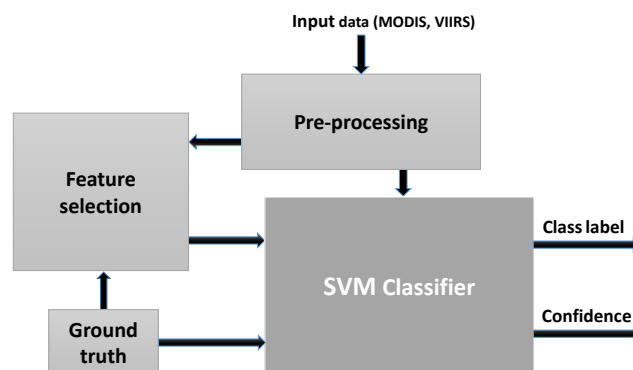 Input data (MODIS, VIIRS)
Pre-processing
Feature
selection
SVM Classifier
Class label
Confidence
Ground
truth